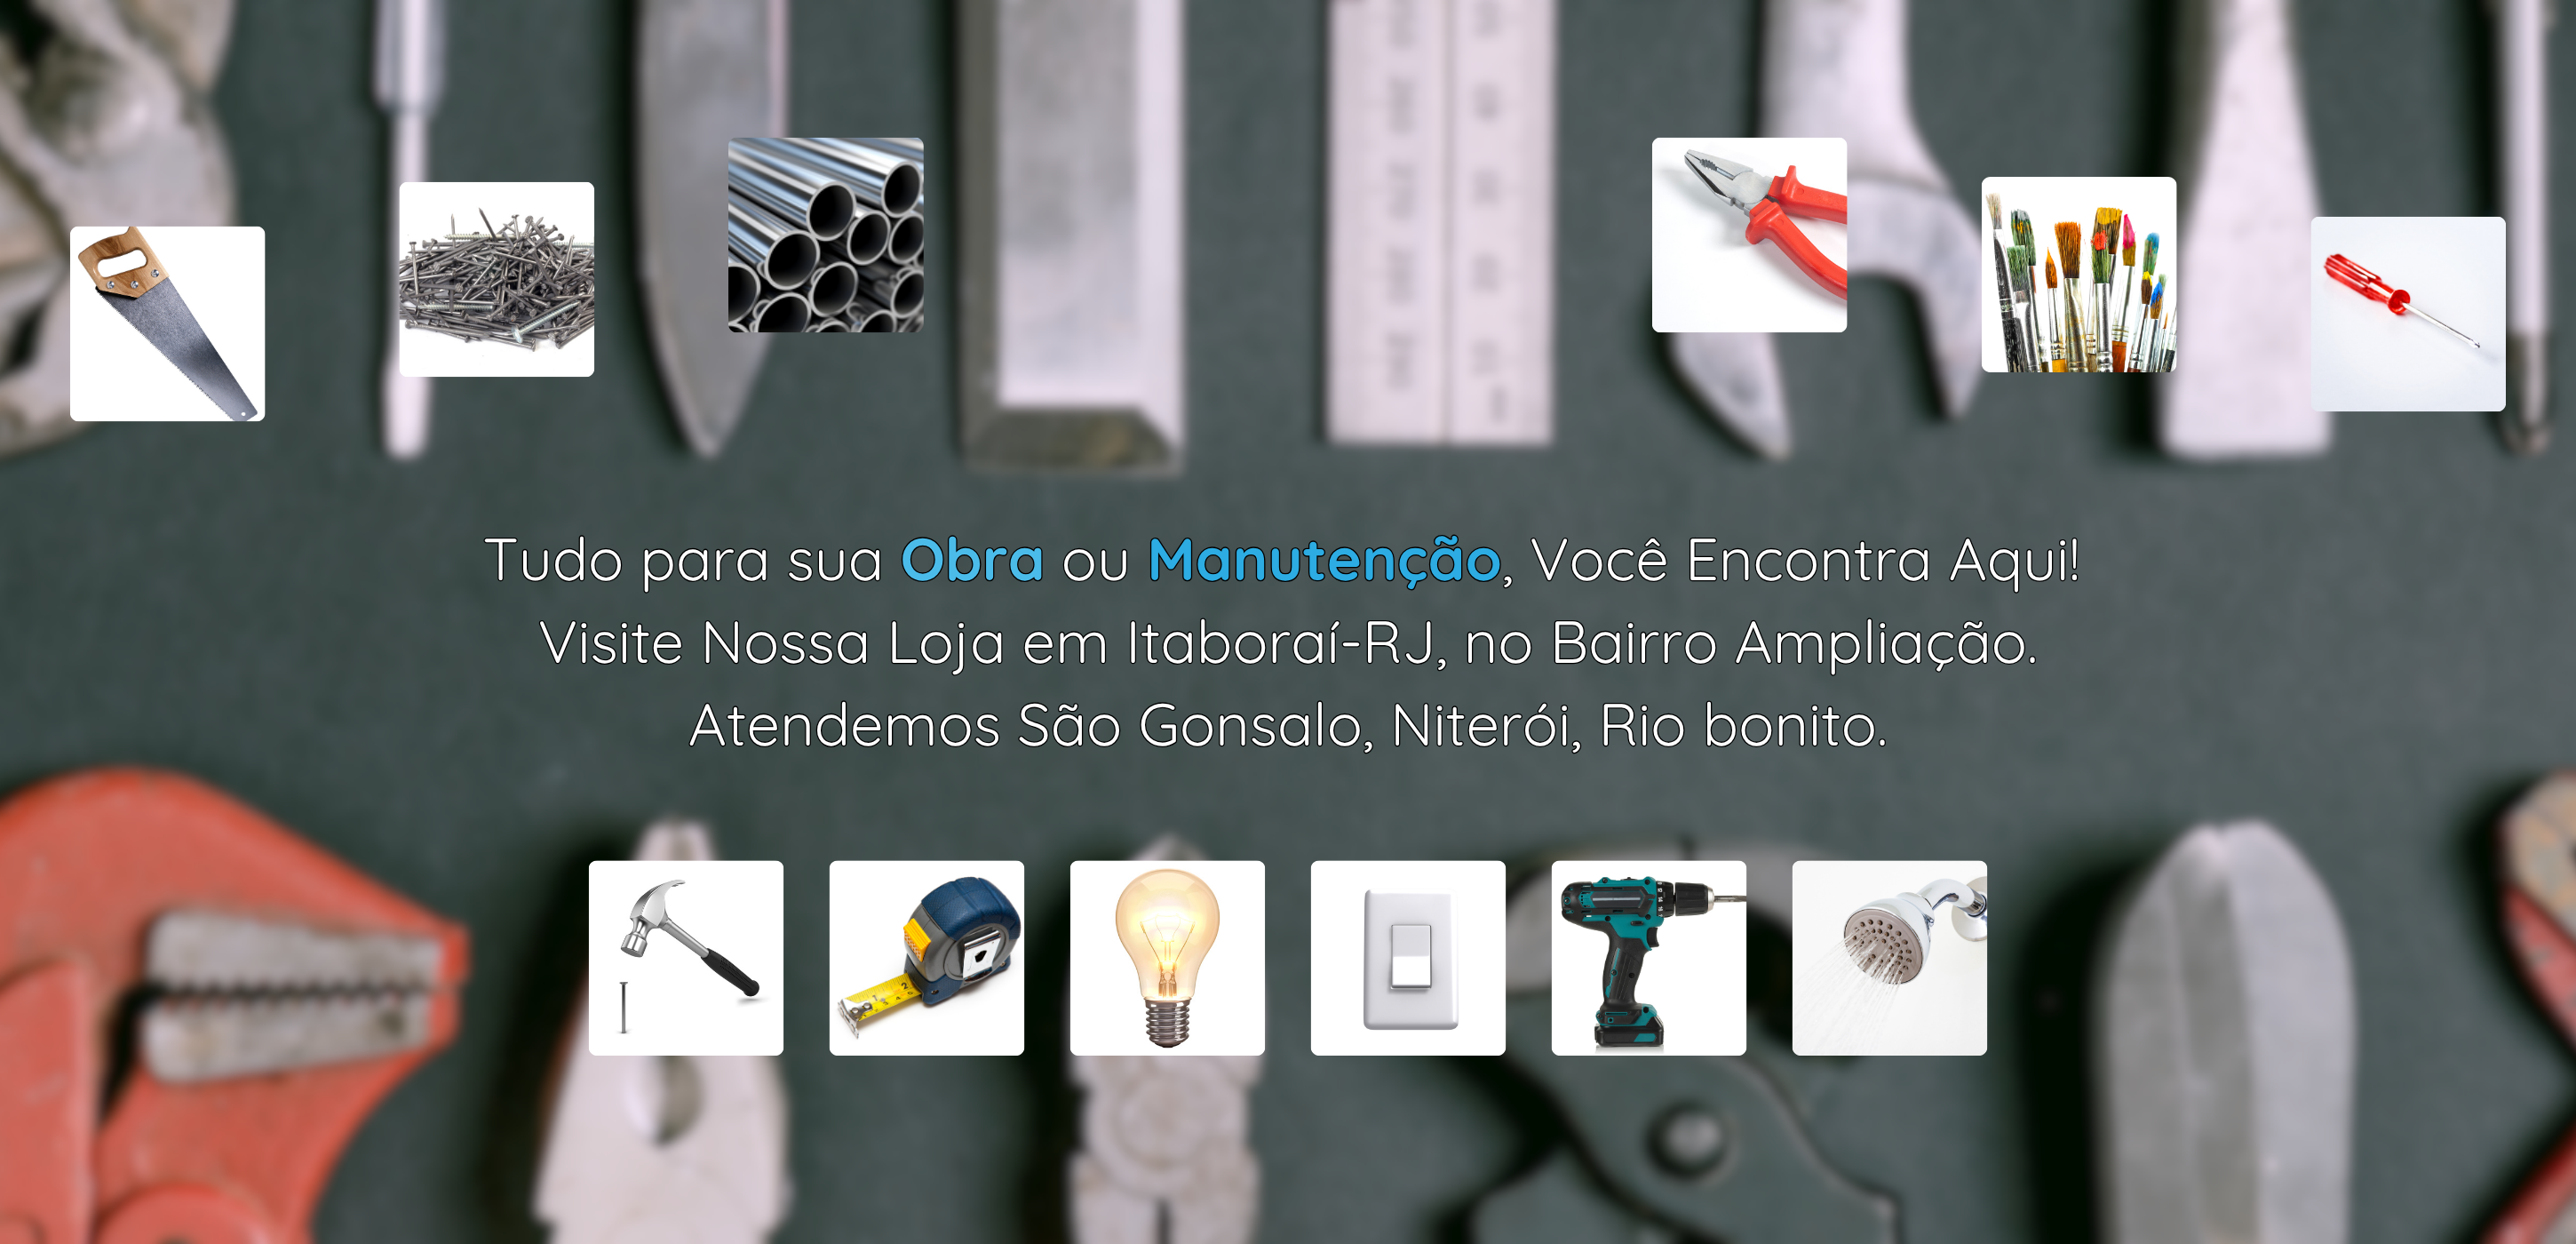 Tudo para sua Obra ou Manutenção, Você Encontra Aqui!
Visite Nossa Loja em Itaboraí-RJ, no Bairro Ampliação.
Atendemos São Gonsalo, Niterói, Rio bonito.